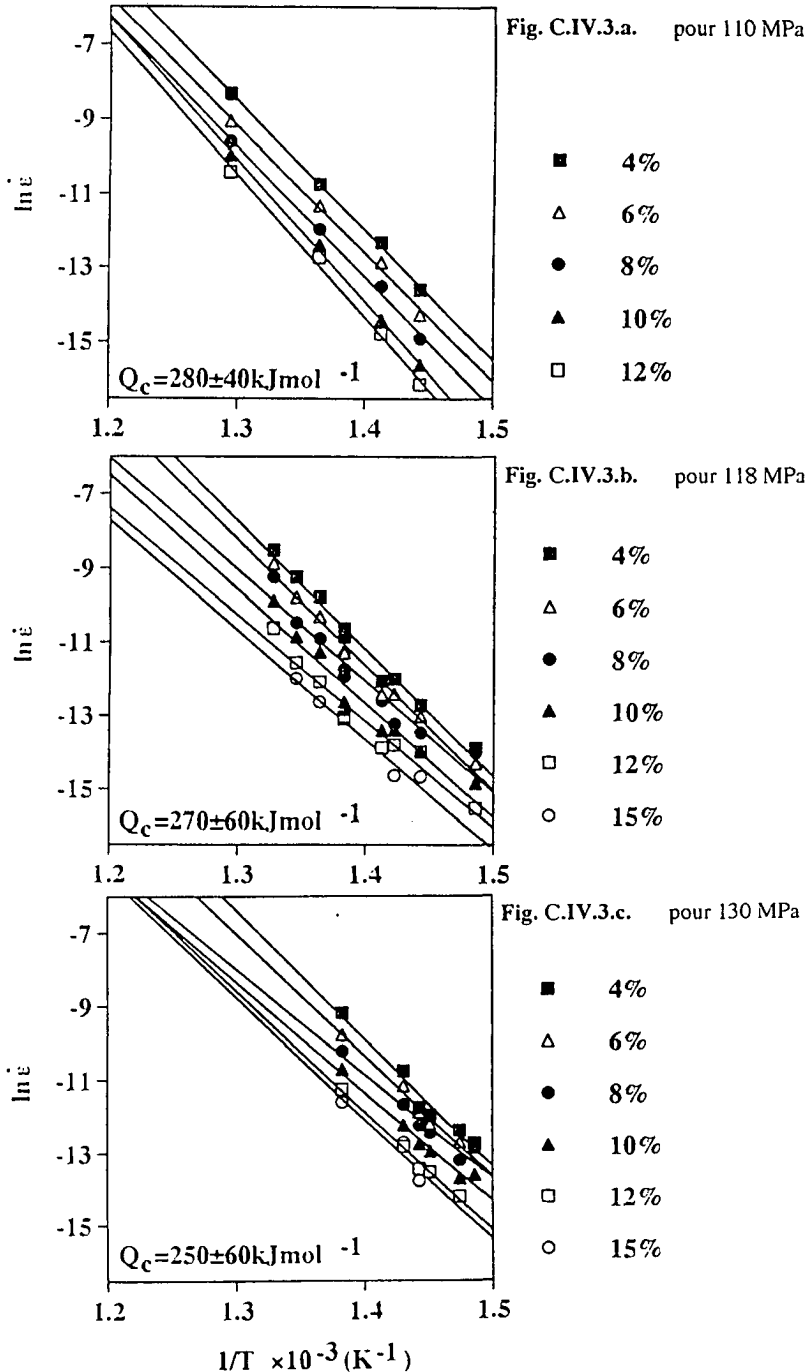 Fig. C.IV.3.a. pour 110 MPa
-7
-9
-11
-13
-15
ln ε̇
4%
6%
8%
10%
12%
Qc=280±40kJmol -1
1.2 1.3 1.4 1.5
Fig. C.IV.3.b. pour 118 MPa
-7
-9
-11
-13
-15
ln ε̇
4%
6%
8%
10%
12%
15%
Qc=270±60kJmol -1
1.2 1.3 1.4 1.5
Fig. C.IV.3.c. pour 130 MPa
-7
-9
-11
-13
-15
ln ε̇
4%
6%
8%
10%
12%
15%
Qc=250±60kJmol -1
1.2 1.3 1.4 1.5
1/T ×10-3 (K-1)